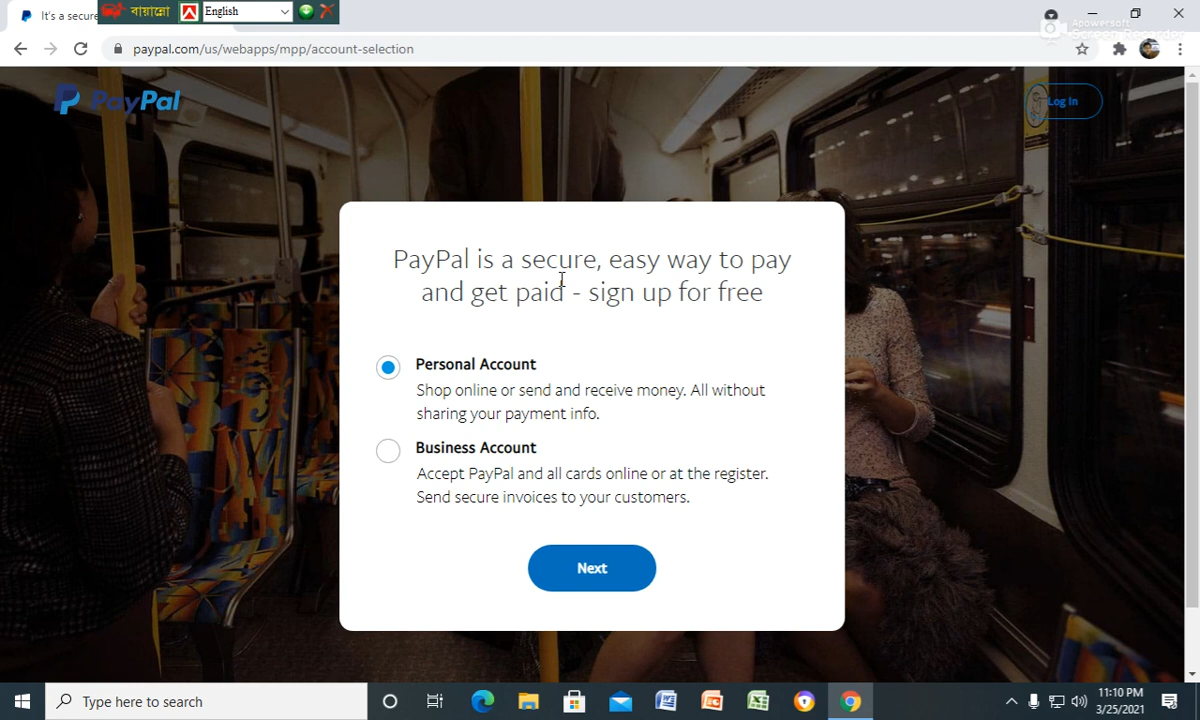 It's a secure
বায়ান্নো
English
Apowersoft
Screen Recorder
paypal.com/us/webapps/mpp/account-selection
PayPal
Log In
PayPal is a secure, easy way to pay
and get paid - sign up for free
Personal Account
Shop online or send and receive money. All without
sharing your payment info.
Business Account
Accept PayPal and all cards online or at the register.
Send secure invoices to your customers.
Next
Type here to search
11:10 PM
3/25/2021